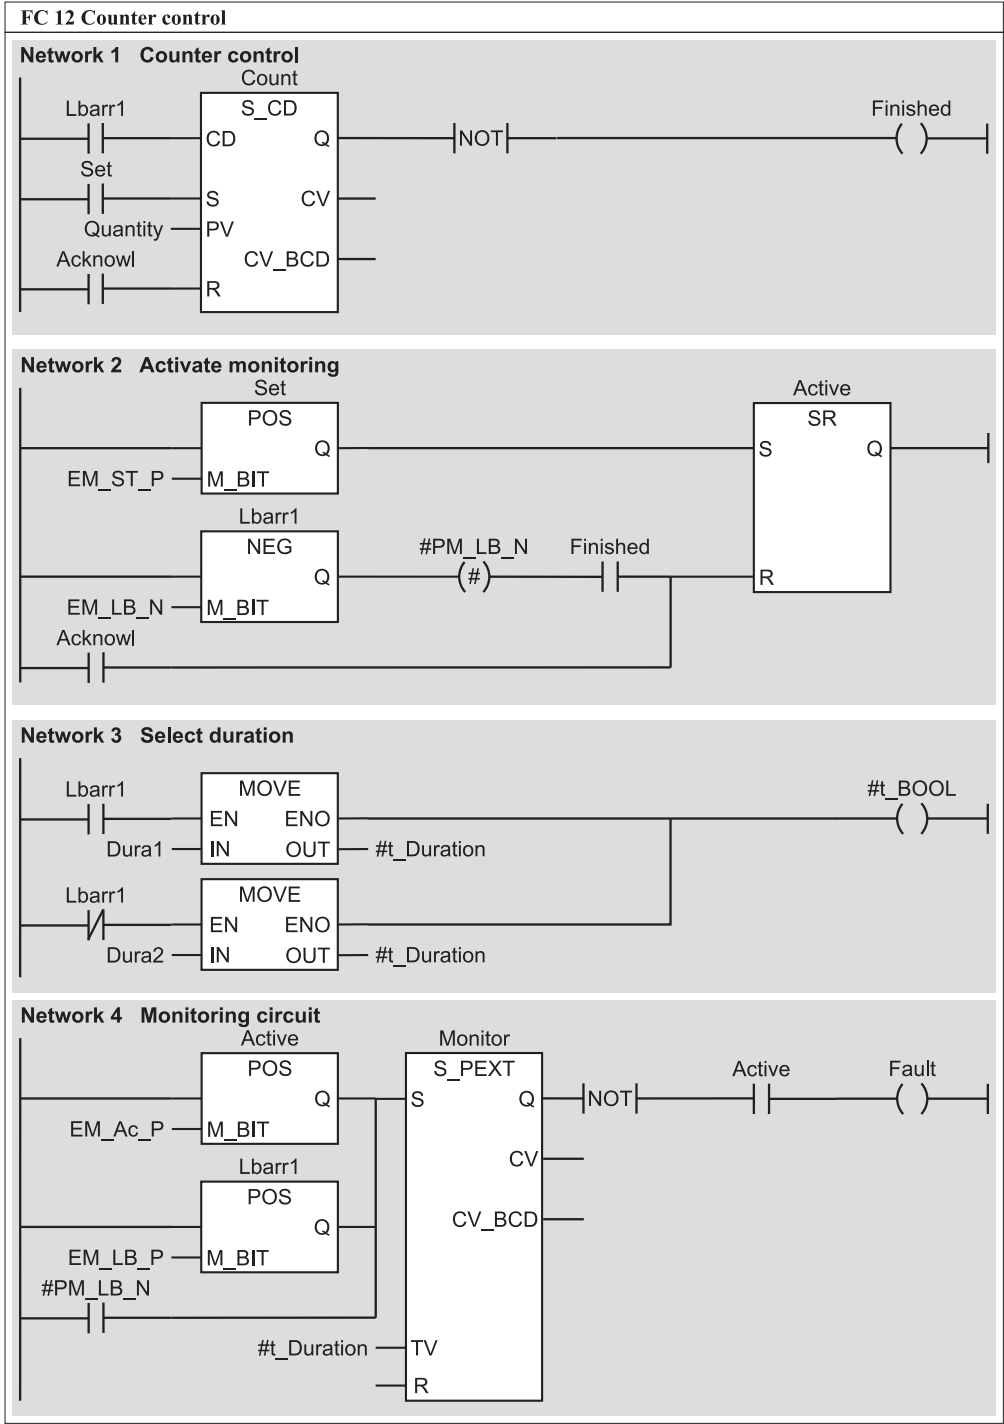 FC 12 Counter control
Network 1 Counter control
Count
Lbarr1 S_CD Finished
CD Q NOT
Set
S CV
Quantity PV
Acknowl CV_BCD
R
Network 2 Activate monitoring
Set Active
POS SR
Q S Q
EM_ST_P M_BIT
Lbarr1
NEG #PM_LB_N Finished
Q # R
EM_LB_N M_BIT
Acknowl
Network 3 Select duration
Lbarr1 MOVE #t_BOOL
EN ENO
Dura1 IN OUT #t_Duration
Lbarr1 MOVE
EN ENO
Dura2 IN OUT #t_Duration
Network 4 Monitoring circuit
Active Monitor
POS S_PEXT Active Fault
Q S Q NOT
EM_Ac_P M_BIT
Lbarr1 CV
POS
Q CV_BCD
EM_LB_P M_BIT
#PM_LB_N
#t_Duration TV
R